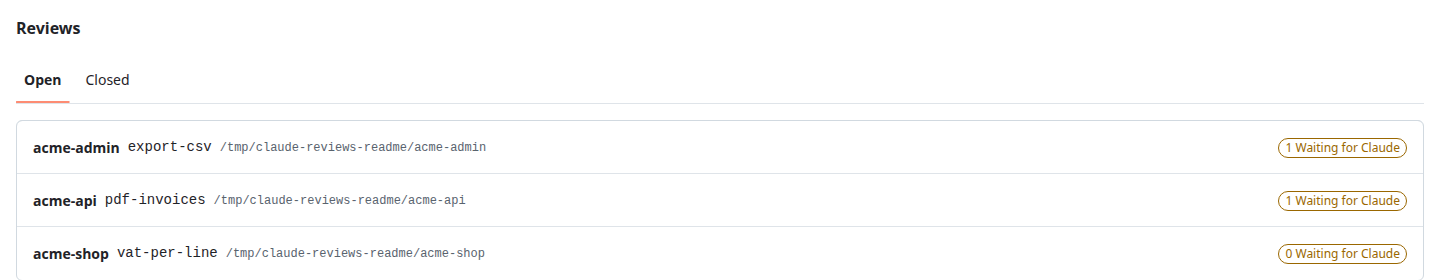 Reviews
Open Closed
acme-admin export-csv /tmp/claude-reviews-readme/acme-admin 1 Waiting for Claude
acme-api pdf-invoices /tmp/claude-reviews-readme/acme-api 1 Waiting for Claude
acme-shop vat-per-line /tmp/claude-reviews-readme/acme-shop 0 Waiting for Claude